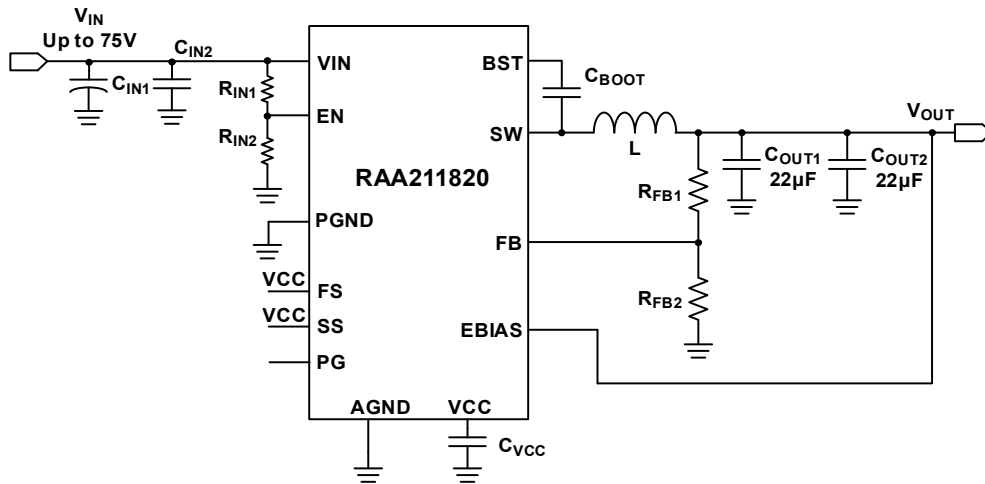 VIN
Up to 75V
CIN1
CIN2
RIN1
RIN2
VIN
EN
PGND
VCC
FS
VCC
SS
PG
RAA211820
BST
SW
FB
EBIAS
AGND
VCC
CVCC
CBOOT
L
RFB1
RFB2
COUT1
22µF
COUT2
22µF
VOUT